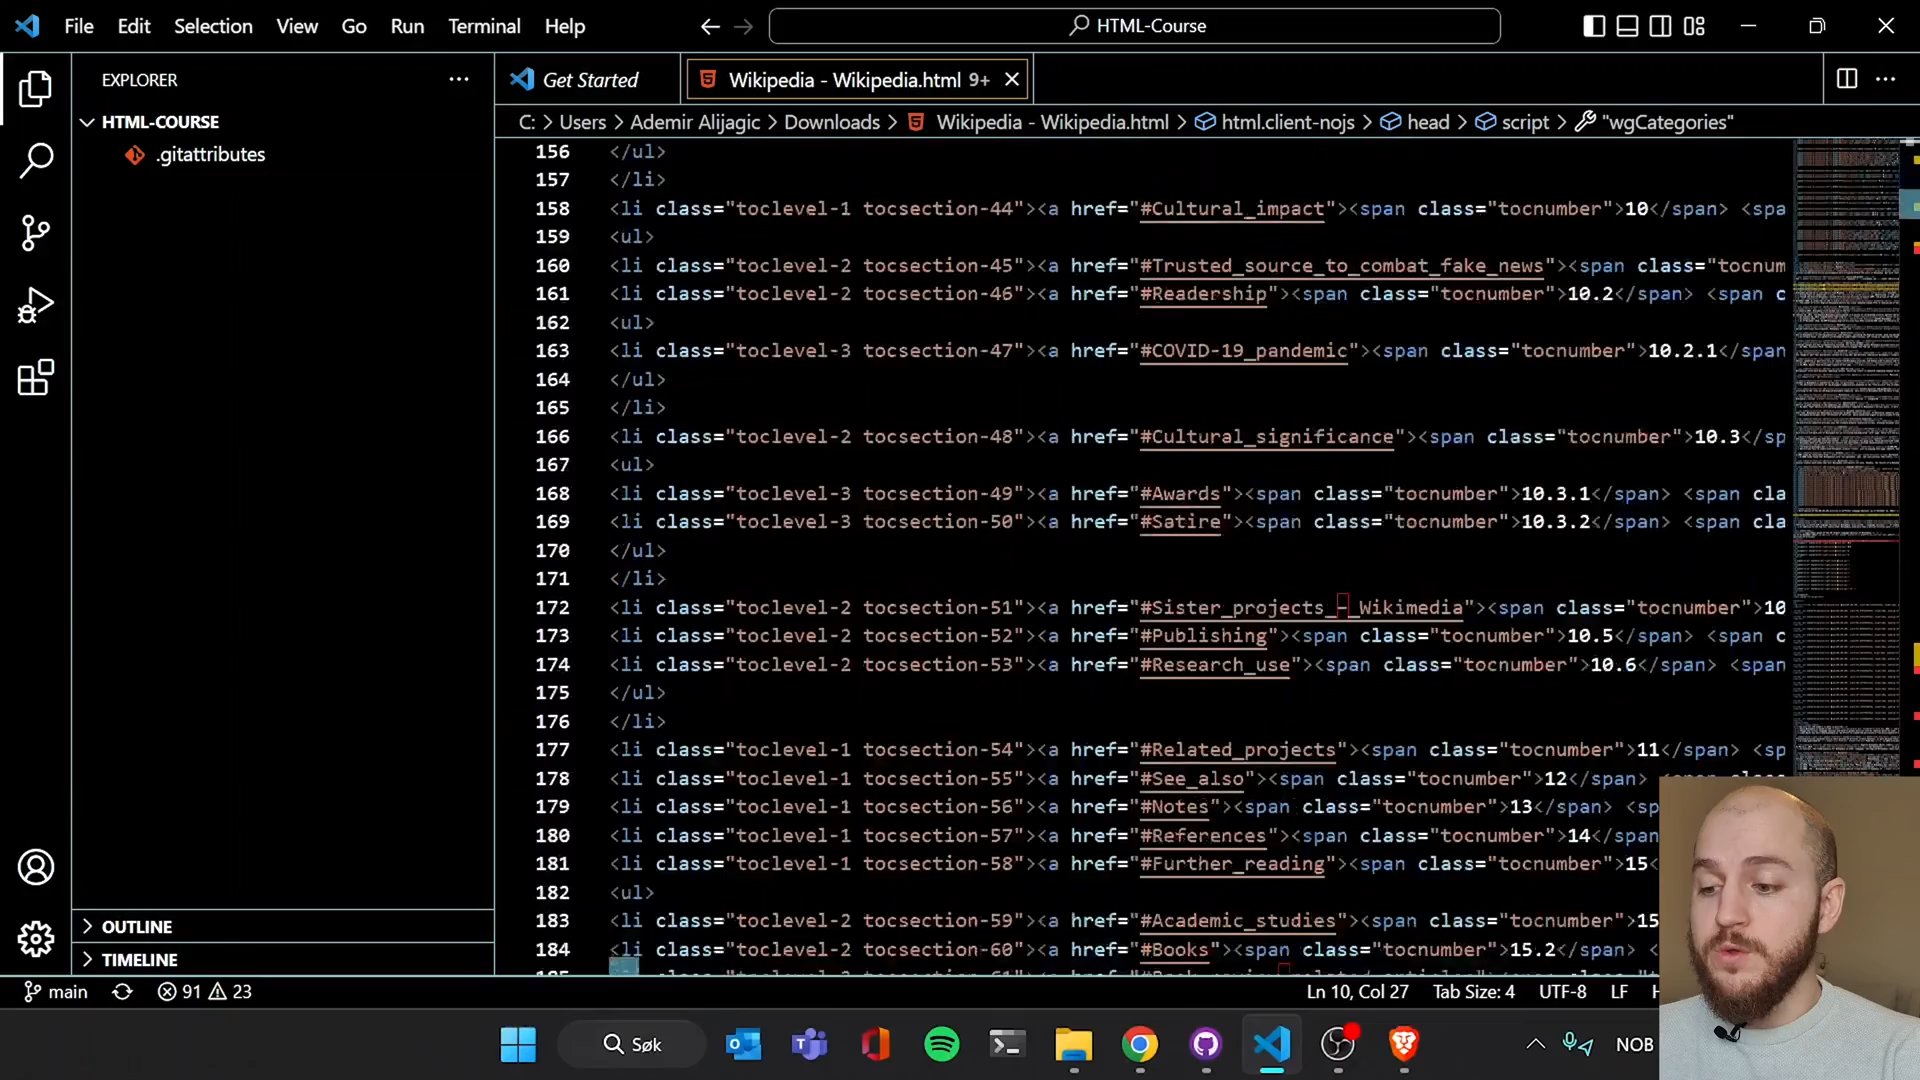 File Edit Selection View Go Run Terminal Help HTML-Course
EXPLORER
Get Started Wikipedia - Wikipedia.html 9+
HTML-COURSE
.gitattributes
C: > Users > Ademir Alijagic > Downloads > Wikipedia - Wikipedia.html > html.client-nojs > head > script > "wgCategories"
156 </ul>
157 </li>
158 <li class="toclevel-1 tocsection-44"><a href="#Cultural_impact"><span class="tocnumber">10</span> <spa
159 <ul>
160 <li class="toclevel-2 tocsection-45"><a href="#Trusted_source_to_combat_fake_news"><span class="tocnum
161 <li class="toclevel-2 tocsection-46"><a href="#Readership"><span class="tocnumber">10.2</span> <span c
162 <ul>
163 <li class="toclevel-3 tocsection-47"><a href="#COVID-19_pandemic"><span class="tocnumber">10.2.1</span
164 </ul>
165 </li>
166 <li class="toclevel-2 tocsection-48"><a href="#Cultural_significance"><span class="tocnumber">10.3</sp
167 <ul>
168 <li class="toclevel-3 tocsection-49"><a href="#Awards"><span class="tocnumber">10.3.1</span> <span cla
169 <li class="toclevel-3 tocsection-50"><a href="#Satire"><span class="tocnumber">10.3.2</span> <span cla
170 </ul>
171 </li>
172 <li class="toclevel-2 tocsection-51"><a href="#Sister_projects_–_Wikimedia"><span class="tocnumber">10
173 <li class="toclevel-2 tocsection-52"><a href="#Publishing"><span class="tocnumber">10.5</span> <span c
174 <li class="toclevel-2 tocsection-53"><a href="#Research_use"><span class="tocnumber">10.6</span> <span
175 </ul>
176 </li>
177 <li class="toclevel-1 tocsection-54"><a href="#Related_projects"><span class="tocnumber">11</span> <sp
178 <li class="toclevel-1 tocsection-55"><a href="#See_also"><span class="tocnumber">12</span> <span class
179 <li class="toclevel-1 tocsection-56"><a href="#Notes"><span class="tocnumber">13</span> <sp
180 <li class="toclevel-1 tocsection-57"><a href="#References"><span class="tocnumber">14</span
181 <li class="toclevel-1 tocsection-58"><a href="#Further_reading"><span class="tocnumber">15<
182 <ul>
183 <li class="toclevel-2 tocsection-59"><a href="#Academic_studies"><span class="tocnumber">15
184 <li class="toclevel-2 tocsection-60"><a href="#Books"><span class="tocnumber">15.2</span> <
OUTLINE
TIMELINE
main 91 23 Ln 10, Col 27 Tab Size: 4 UTF-8 LF
Søk NOB